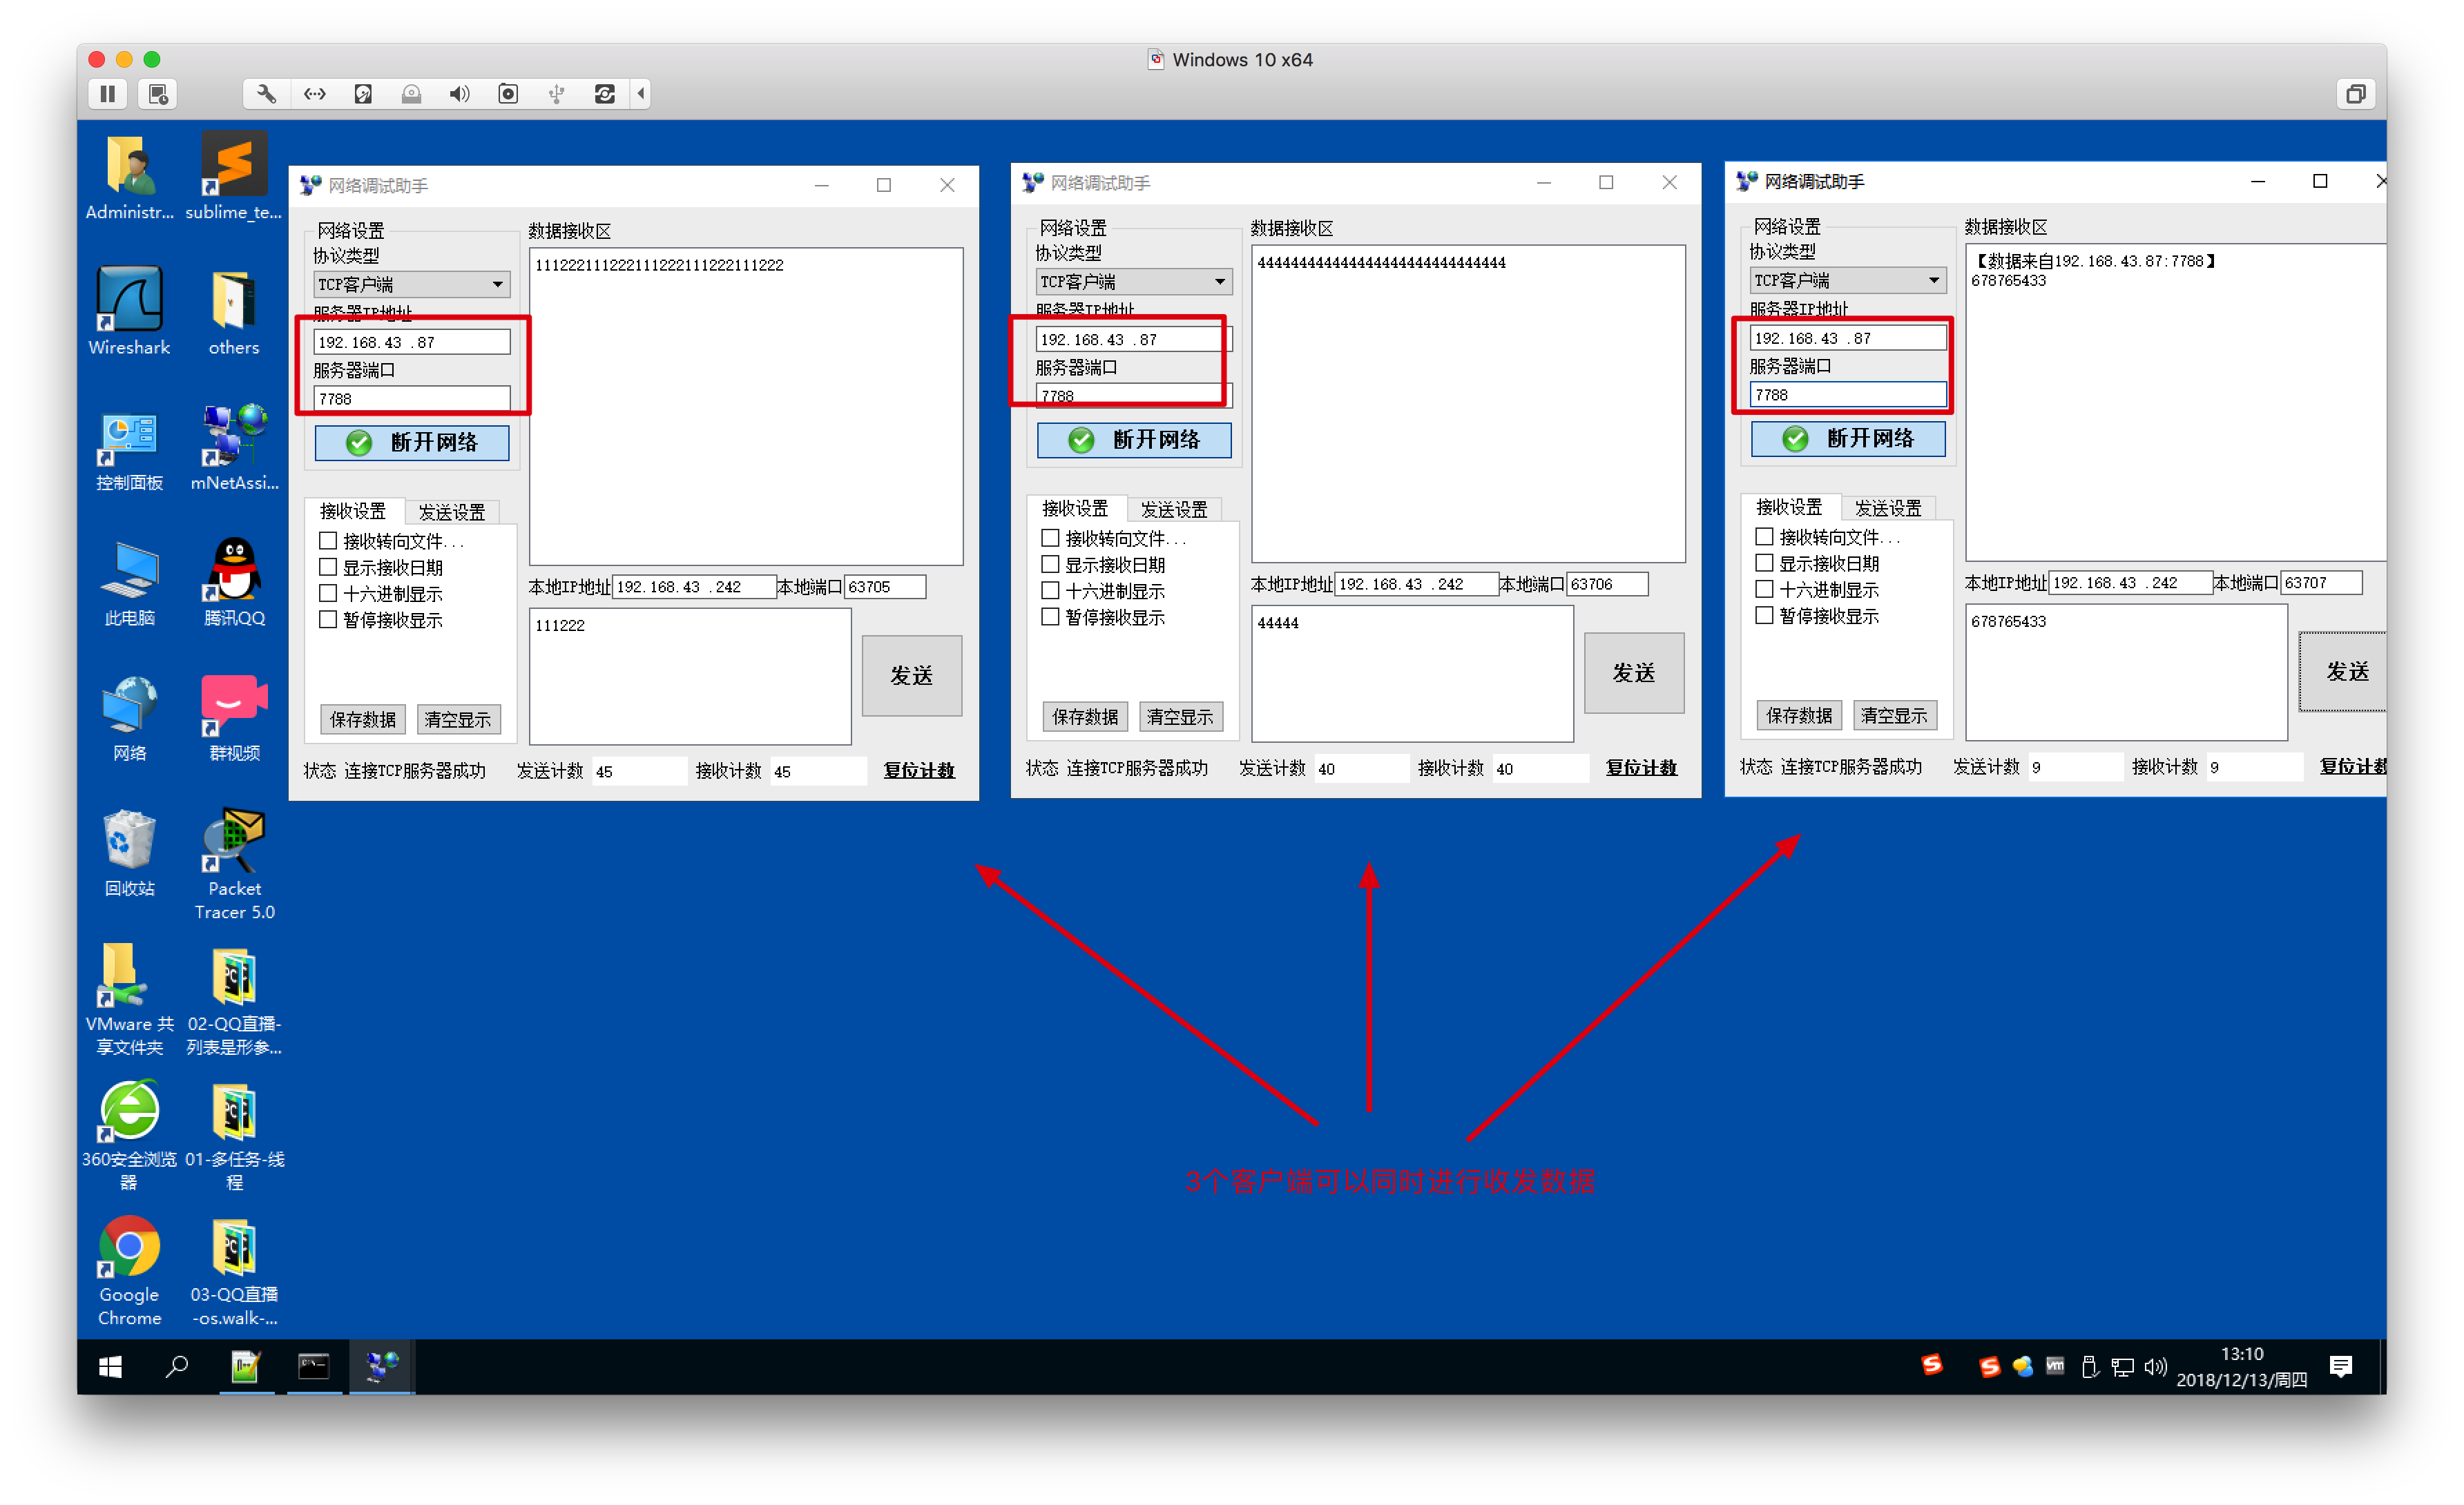 Windows 10 x64
Administr...
sublime_te...
Wireshark
others
控制面板
mNetAssi...
此电脑
腾讯QQ
网络
群视频
回收站
Packet
Tracer 5.0
VMware 共
享文件夹
02-QQ直播-
列表是形参...
360安全浏览
器
01-多任务-线
程
Google
Chrome
03-QQ直播
-os.walk-...
网络调试助手
网络设置
协议类型
TCP客户端
服务器IP地址
192.168.43 .87
服务器端口
7788
断开网络
接收设置
发送设置
接收转向文件...
显示接收日期
十六进制显示
暂停接收显示
保存数据
清空显示
数据接收区
111222111222111222111222111222
本地IP地址 192.168.43 .242 本地端口 63705
111222
发送
状态 连接TCP服务器成功 发送计数 45 接收计数 45 复位计数
网络调试助手
网络设置
协议类型
TCP客户端
服务器IP地址
192.168.43 .87
服务器端口
7788
断开网络
接收设置
发送设置
接收转向文件...
显示接收日期
十六进制显示
暂停接收显示
保存数据
清空显示
数据接收区
444444444444444444444444444444
本地IP地址 192.168.43 .242 本地端口 63706
44444
发送
状态 连接TCP服务器成功 发送计数 40 接收计数 40 复位计数
网络调试助手
网络设置
协议类型
TCP客户端
服务器IP地址
192.168.43 .87
服务器端口
7788
断开网络
接收设置
发送设置
接收转向文件...
显示接收日期
十六进制显示
暂停接收显示
保存数据
清空显示
数据接收区
【数据来自192.168.43.87:7788】
678765433
本地IP地址 192.168.43 .242 本地端口 63707
678765433
发送
状态 连接TCP服务器成功 发送计数 9 接收计数 9 复位计数
3个客户端可以同时进行收发数据
13:10
2018/12/13/周四